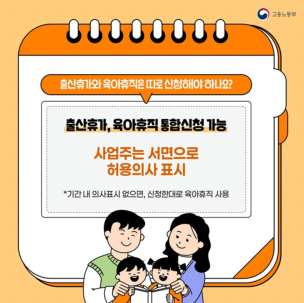 고용노동부
출산휴가와 육아휴직은 따로 신청해야 하나요?
출산휴가, 육아휴직 통합신청 가능
사업주는 서면으로
허용의사 표시
*기간 내 의사표시 없으면, 신청한대로 육아휴직 사용